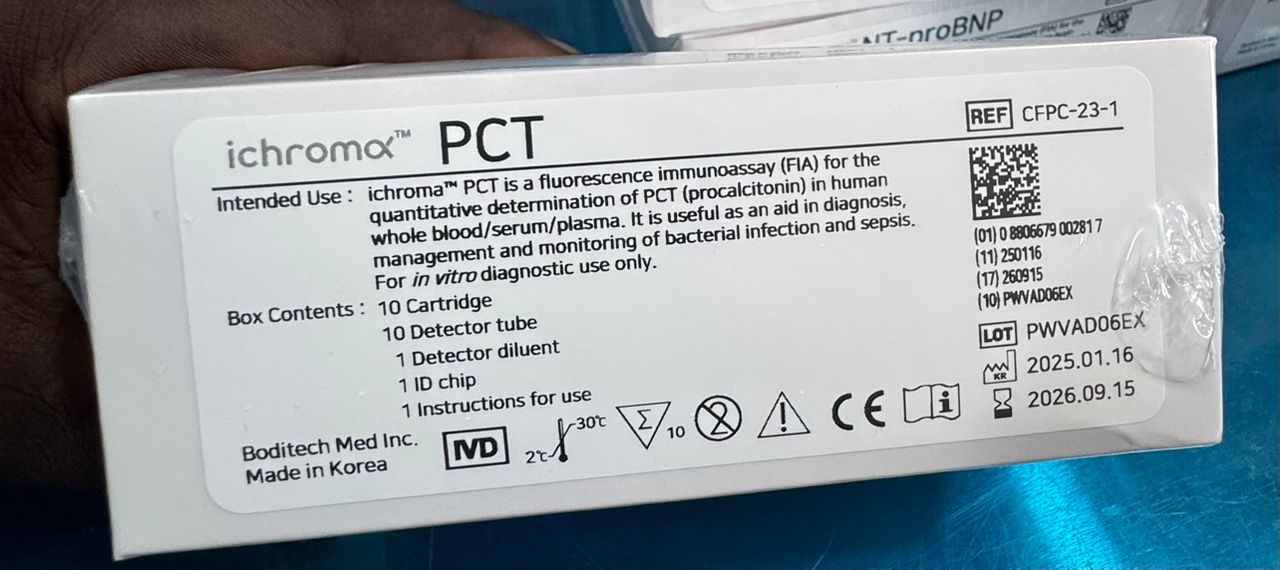 NT-proBNP
ichroma™ PCT
REF CFPC-23-1
Intended Use : ichroma™ PCT is a fluorescence immunoassay (FIA) for the
quantitative determination of PCT (procalcitonin) in human
whole blood/serum/plasma. It is useful as an aid in diagnosis,
management and monitoring of bacterial infection and sepsis.
For in vitro diagnostic use only.
(01) 0 8806679 002817
(11) 250116
(17) 260915
(10) PWVAD06EX
Box Contents : 10 Cartridge
10 Detector tube
1 Detector diluent
1 ID chip
1 Instructions for use
LOT PWVAD06EX
KR 2025.01.16
2026.09.15
Boditech Med Inc.
Made in Korea
IVD
2℃ 30℃
Σ 10
2
CE
i